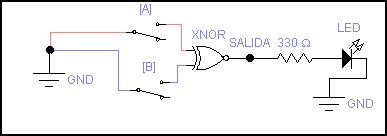 [A]
XNOR
LED
SALIDA 330 Ω
[B]
GND
GND